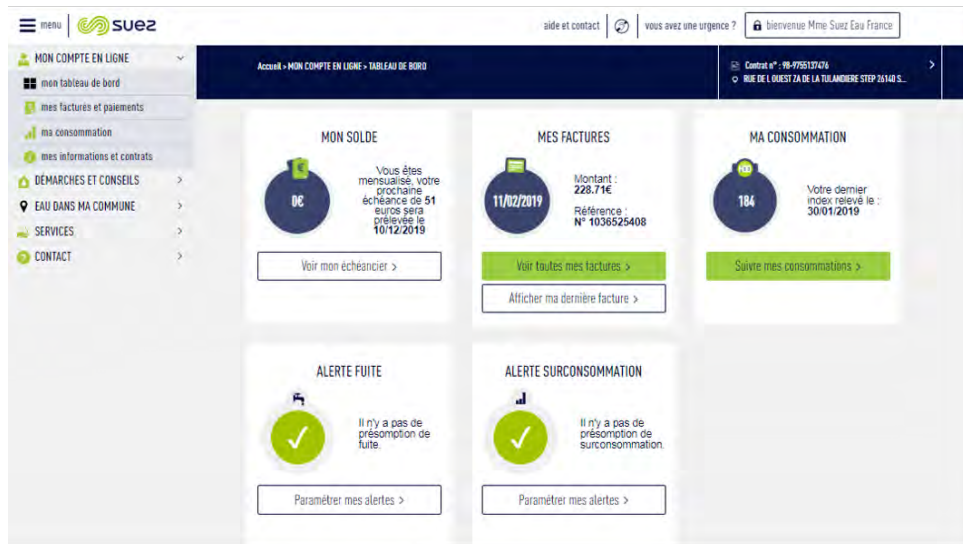 menu
suez
aide et contact
vous avez une urgence ?
bienvenue Mme Suez Eau France
MON COMPTE EN LIGNE
mon tableau de bord
mes factures et paiements
ma consommation
mes informations et contrats
DÉMARCHES ET CONSEILS
EAU DANS MA COMMUNE
SERVICES
CONTACT
Accueil > MON COMPTE EN LIGNE > TABLEAU DE BORD
Contrat n° : 98-9755137476
RUE DE L OUEST ZA DE LA TULANDIERE STEP 26140 S...
MON SOLDE
0€
Vous êtes
mensualisé, votre
prochaine
échéance de 51
euros sera
prélevée le
10/12/2019
Voir mon échéancier >
MES FACTURES
11/02/2019
Montant :
228.71€
Référence :
N° 1036525408
Voir toutes mes factures >
Afficher ma dernière facture >
MA CONSOMMATION
184
Votre dernier
index relevé le :
30/01/2019
Suivre mes consommations >
ALERTE FUITE
Il n'y a pas de
présomption de
fuite.
Paramétrer mes alertes >
ALERTE SURCONSOMMATION
Il n'y a pas de
présomption de
surconsommation.
Paramétrer mes alertes >